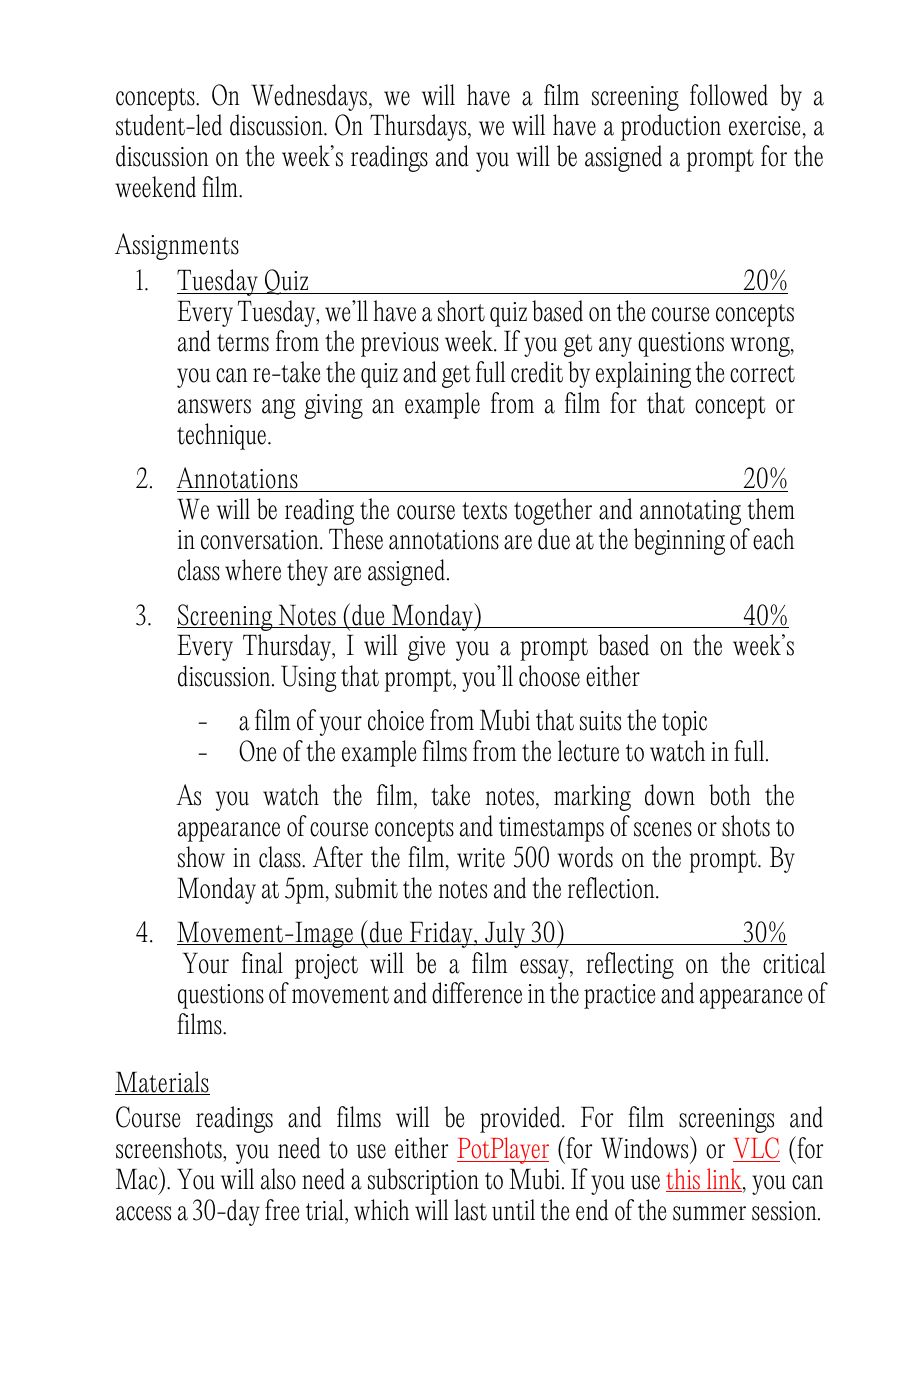 concepts. On Wednesdays, we will have a film screening followed by a
student-led discussion. On Thursdays, we will have a production exercise, a
discussion on the week's readings and you will be assigned a prompt for the
weekend film.
Assignments
1. Tuesday Quiz 20%
Every Tuesday, we'll have a short quiz based on the course concepts
and terms from the previous week. If you get any questions wrong,
you can re-take the quiz and get full credit by explaining the correct
answers ang giving an example from a film for that concept or
technique.
2. Annotations 20%
We will be reading the course texts together and annotating them
in conversation. These annotations are due at the beginning of each
class where they are assigned.
3. Screening Notes (due Monday) 40%
Every Thursday, I will give you a prompt based on the week's
discussion. Using that prompt, you'll choose either
- a film of your choice from Mubi that suits the topic
- One of the example films from the lecture to watch in full.
As you watch the film, take notes, marking down both the
appearance of course concepts and timestamps of scenes or shots to
show in class. After the film, write 500 words on the prompt. By
Monday at 5pm, submit the notes and the reflection.
4. Movement-Image (due Friday, July 30) 30%
Your final project will be a film essay, reflecting on the critical
questions of movement and difference in the practice and appearance of
films.
Materials
Course readings and films will be provided. For film screenings and
screenshots, you need to use either PotPlayer (for Windows) or VLC (for
Mac). You will also need a subscription to Mubi. If you use this link, you can
access a 30-day free trial, which will last until the end of the summer session.